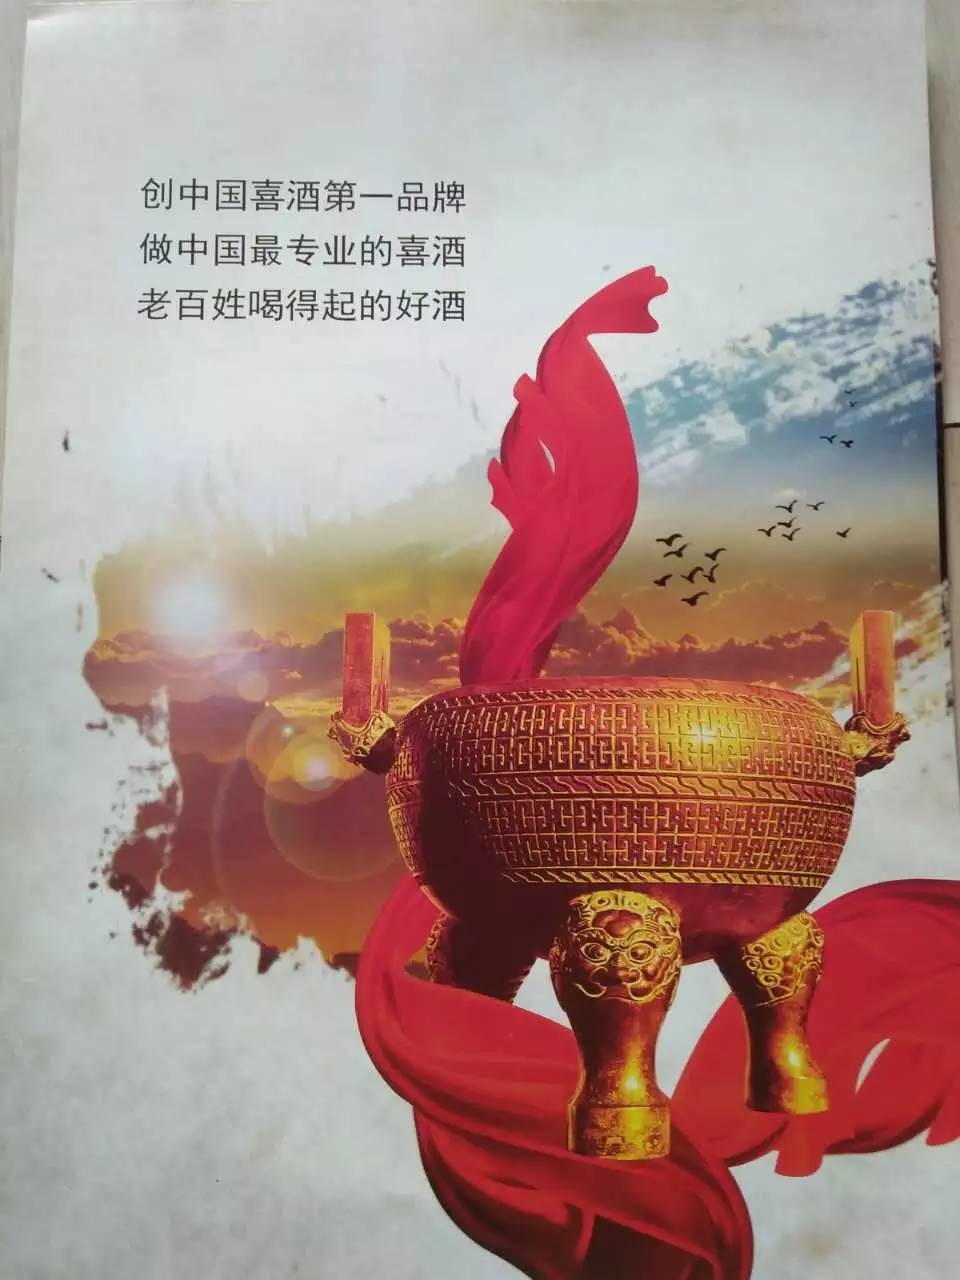 创中国喜酒第一品牌
做中国最专业的喜酒
老百姓喝得起的好酒